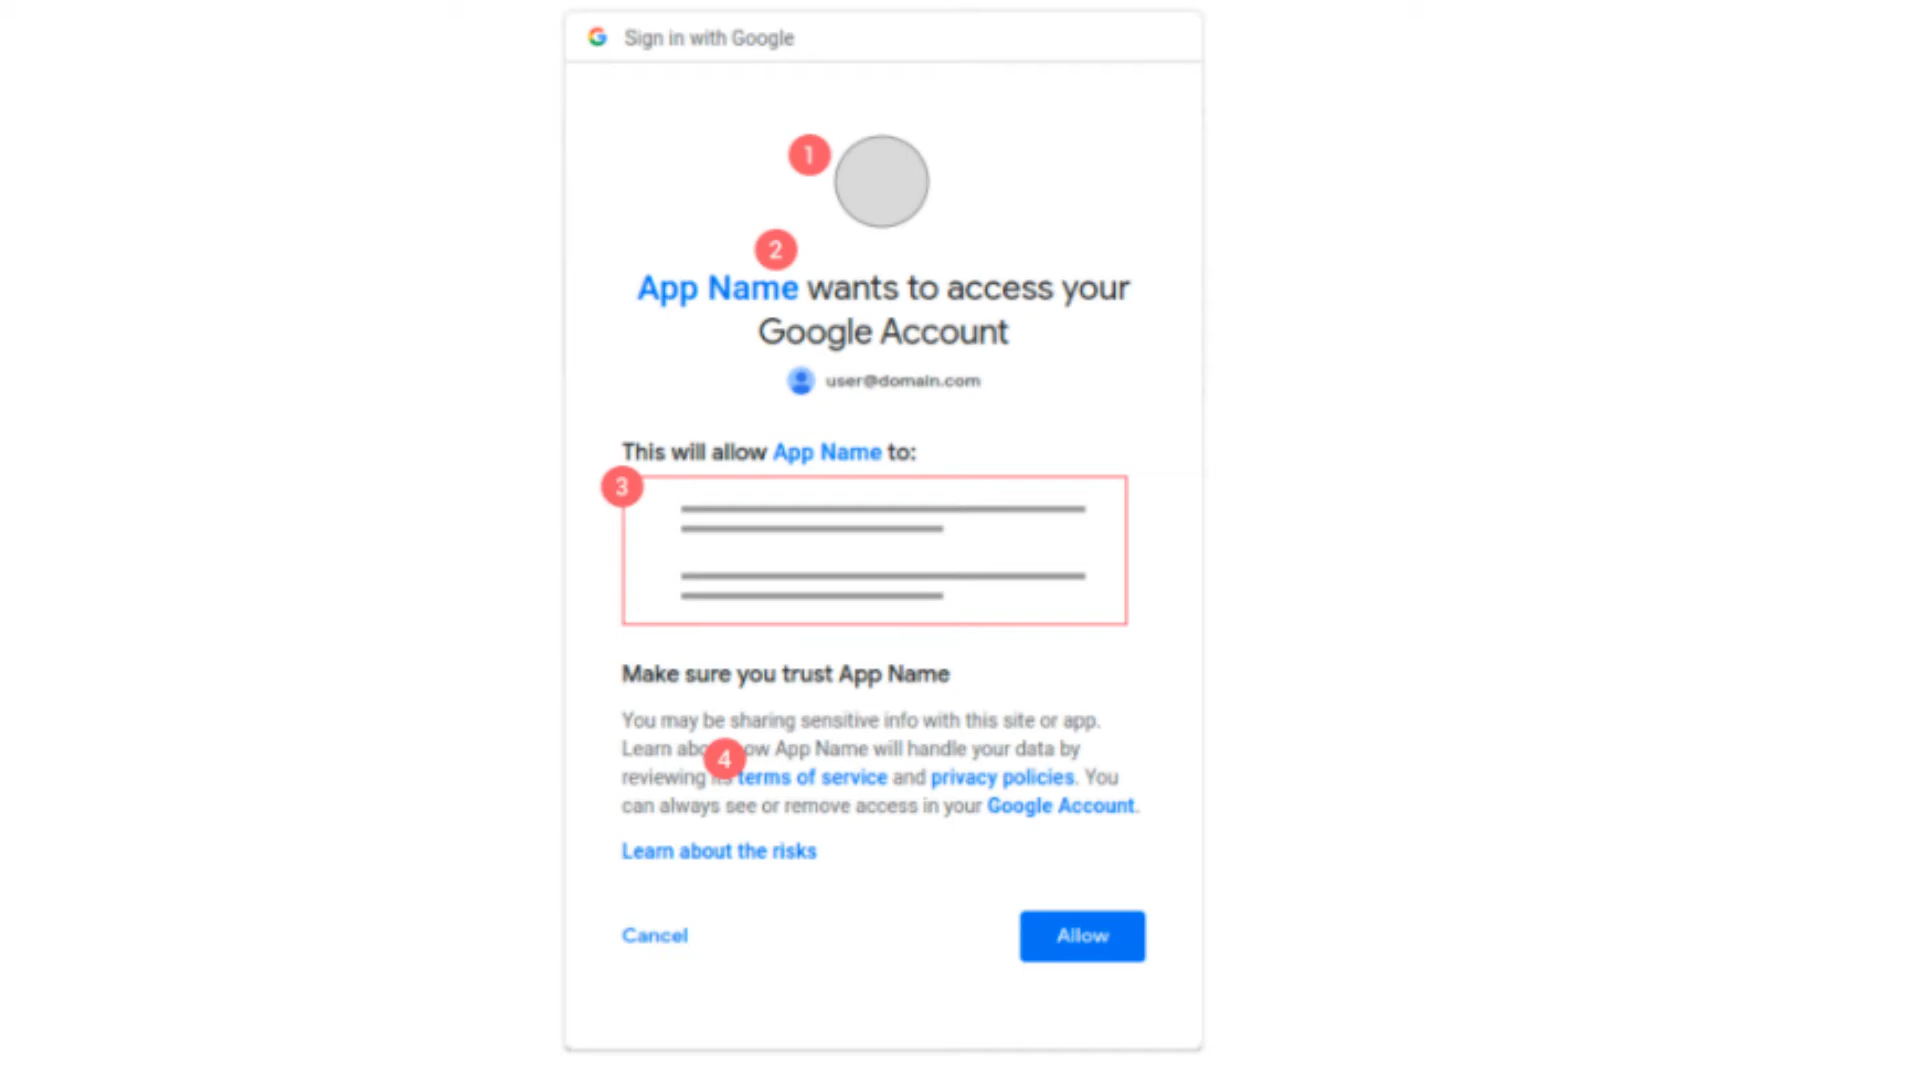 Sign in with Google
1
2
App Name wants to access your
Google Account
user@domain.com
This will allow App Name to:
3
Make sure you trust App Name
You may be sharing sensitive info with this site or app.
Learn App Name will handle your data by
4
reviewing terms of service and privacy policies. You
can always see or remove access in your Google Account.
Learn about the risks
Cancel
Allow